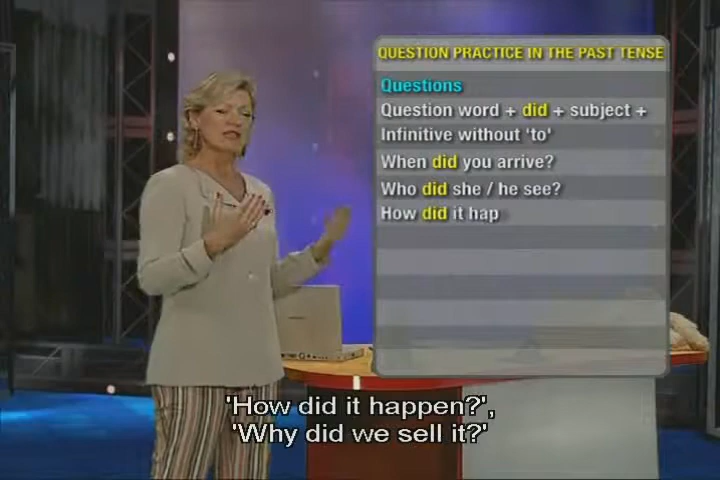 QUESTION PRACTICE IN THE PAST TENSE
Questions
Question word + did + subject +
Infinitive without 'to'
When did you arrive?
Who did she / he see?
How did it hap
'How did it happen?',
'Why did we sell it?'